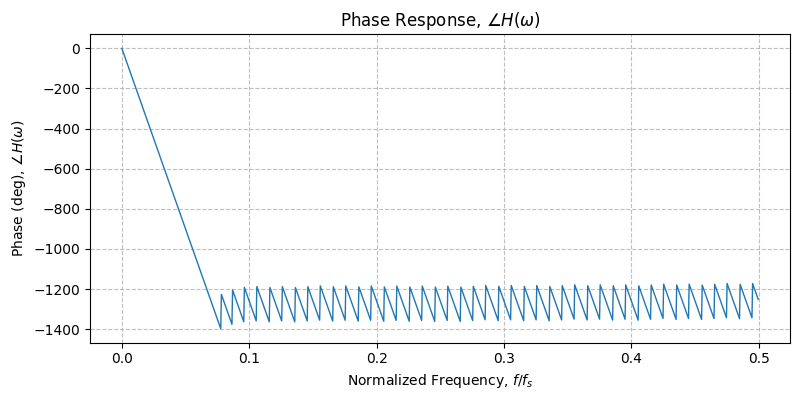 Phase Response, ∠H(ω)
Phase (deg), ∠H(ω)
0
−200
−400
−600
−800
−1000
−1200
−1400
0.0 0.1 0.2 0.3 0.4 0.5
Normalized Frequency, f/fₛ